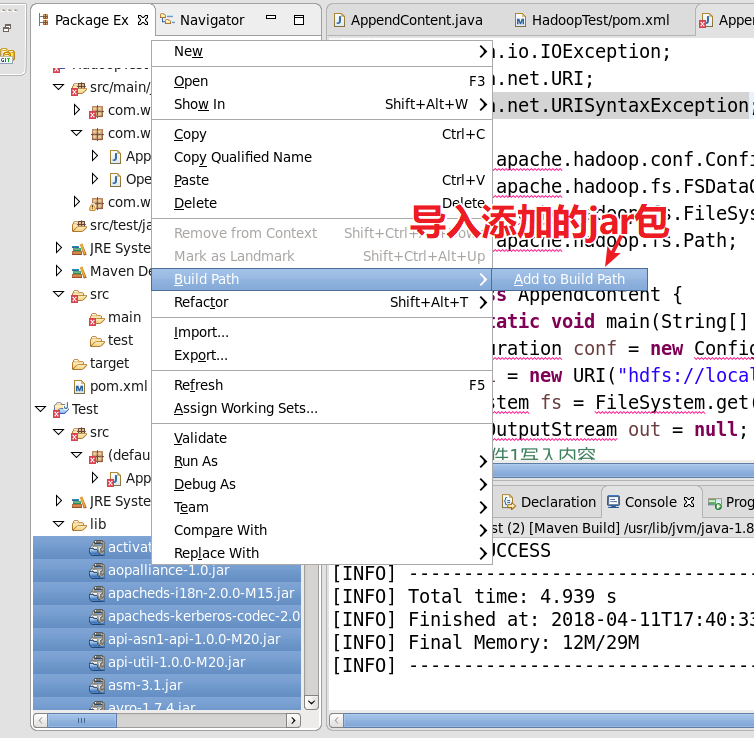 Package Ex
Navigator
AppendContent.java
HadoopTest/pom.xml
Appe
src/main/j
com.w
com.w
App
Ope
com.w
src/test/ja
JRE Syste
Maven De
src
main
test
target
pom.xml
Test
src
(defau
App
JRE Syste
lib
activat
aopalliance-1.0.jar
apacheds-i18n-2.0.0-M15.jar
apacheds-kerberos-codec-2.0
api-asn1-api-1.0.0-M20.jar
api-util-1.0.0-M20.jar
asm-3.1.jar
avro-1.7.4.jar
New
Open F3
Show In Shift+Alt+W
Copy Ctrl+C
Copy Qualified Name
Paste Ctrl+V
Delete Delete
Remove from Context
Mark as Landmark Shift+Ctrl+Alt+Up
Build Path
Refactor Shift+Alt+T
Import...
Export...
Refresh F5
Assign Working Sets...
Validate
Run As
Debug As
Team
Compare With
Replace With
Add to Build Path
导入添加的jar包
.io.IOException;
.net.URI;
.net.URISyntaxException;
apache.hadoop.conf.Confi
apache.hadoop.fs.FSDataO
hadoop.fs.FileSys
apache.hadoop.fs.Path;
ss AppendContent {
tatic void main(String[]
uration conf = new Config
i = new URI("hdfs://local
stem fs = FileSystem.get(
OutputStream out = null;
件1写入内容
Declaration
Console
Prog
st (2) [Maven Build] /usr/lib/jvm/java-1.8
UCCESS
[INFO] --------------------------------
[INFO] Total time: 4.939 s
[INFO] Finished at: 2018-04-11T17:40:33
[INFO] Final Memory: 12M/29M
[INFO] --------------------------------